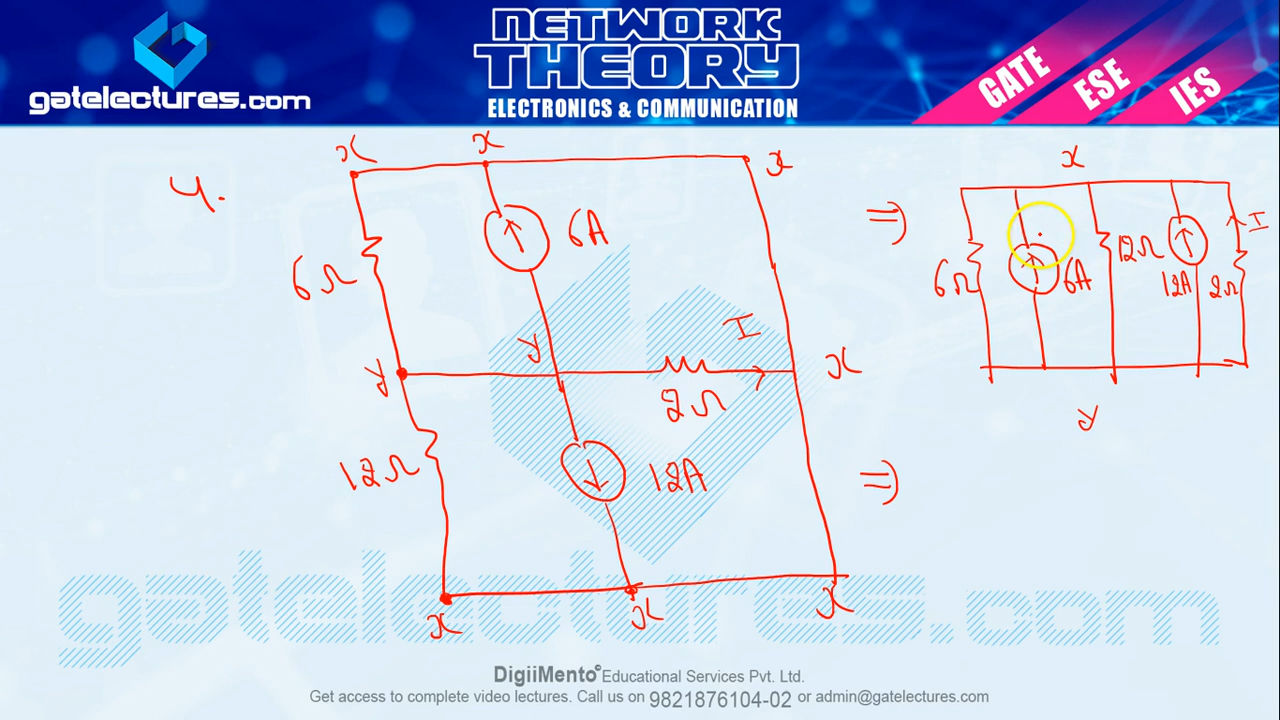 gatelectures.com
NETWORK
THEORY
ELECTRONICS & COMMUNICATION
GATE
ESE
IES
4.
x
x
x
6Ω
6A
y
y
I
x
2Ω
12Ω
12A
x
x
x
⇒
x
6Ω
6A
12Ω
12A
2Ω
I
y
⇒
gatelectures.com
DigiiMento© Educational Services Pvt. Ltd.
Get access to complete video lectures. Call us on 9821876104-02 or admin@gatelectures.com